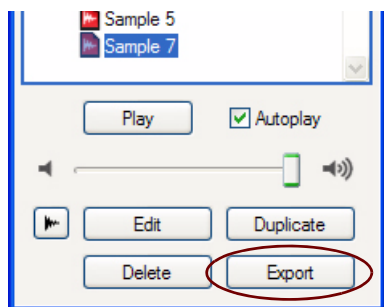 Sample 5
Sample 7
Play Autoplay
Edit Duplicate
Delete Export